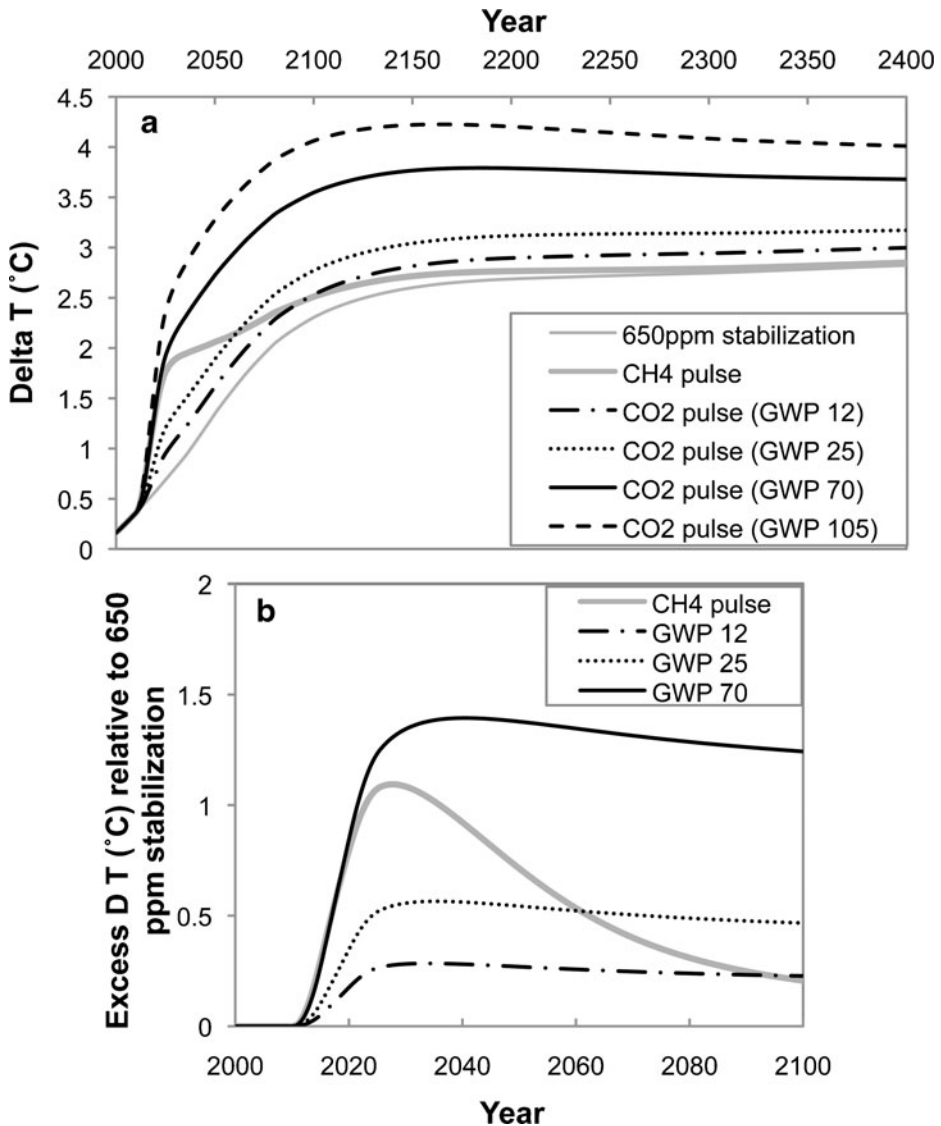 Year
2000 2050 2100 2150 2200 2250 2300 2350 2400
a
4.5
4
3.5
3
2.5
2
1.5
1
0.5
0
Delta T (˚C)
650ppm stabilization
CH4 pulse
CO2 pulse (GWP 12)
CO2 pulse (GWP 25)
CO2 pulse (GWP 70)
CO2 pulse (GWP 105)
b
2
1.5
1
0.5
0
Excess D T (˚C) relative to 650
ppm stabilization
CH4 pulse
GWP 12
GWP 25
GWP 70
2000 2020 2040 2060 2080 2100
Year